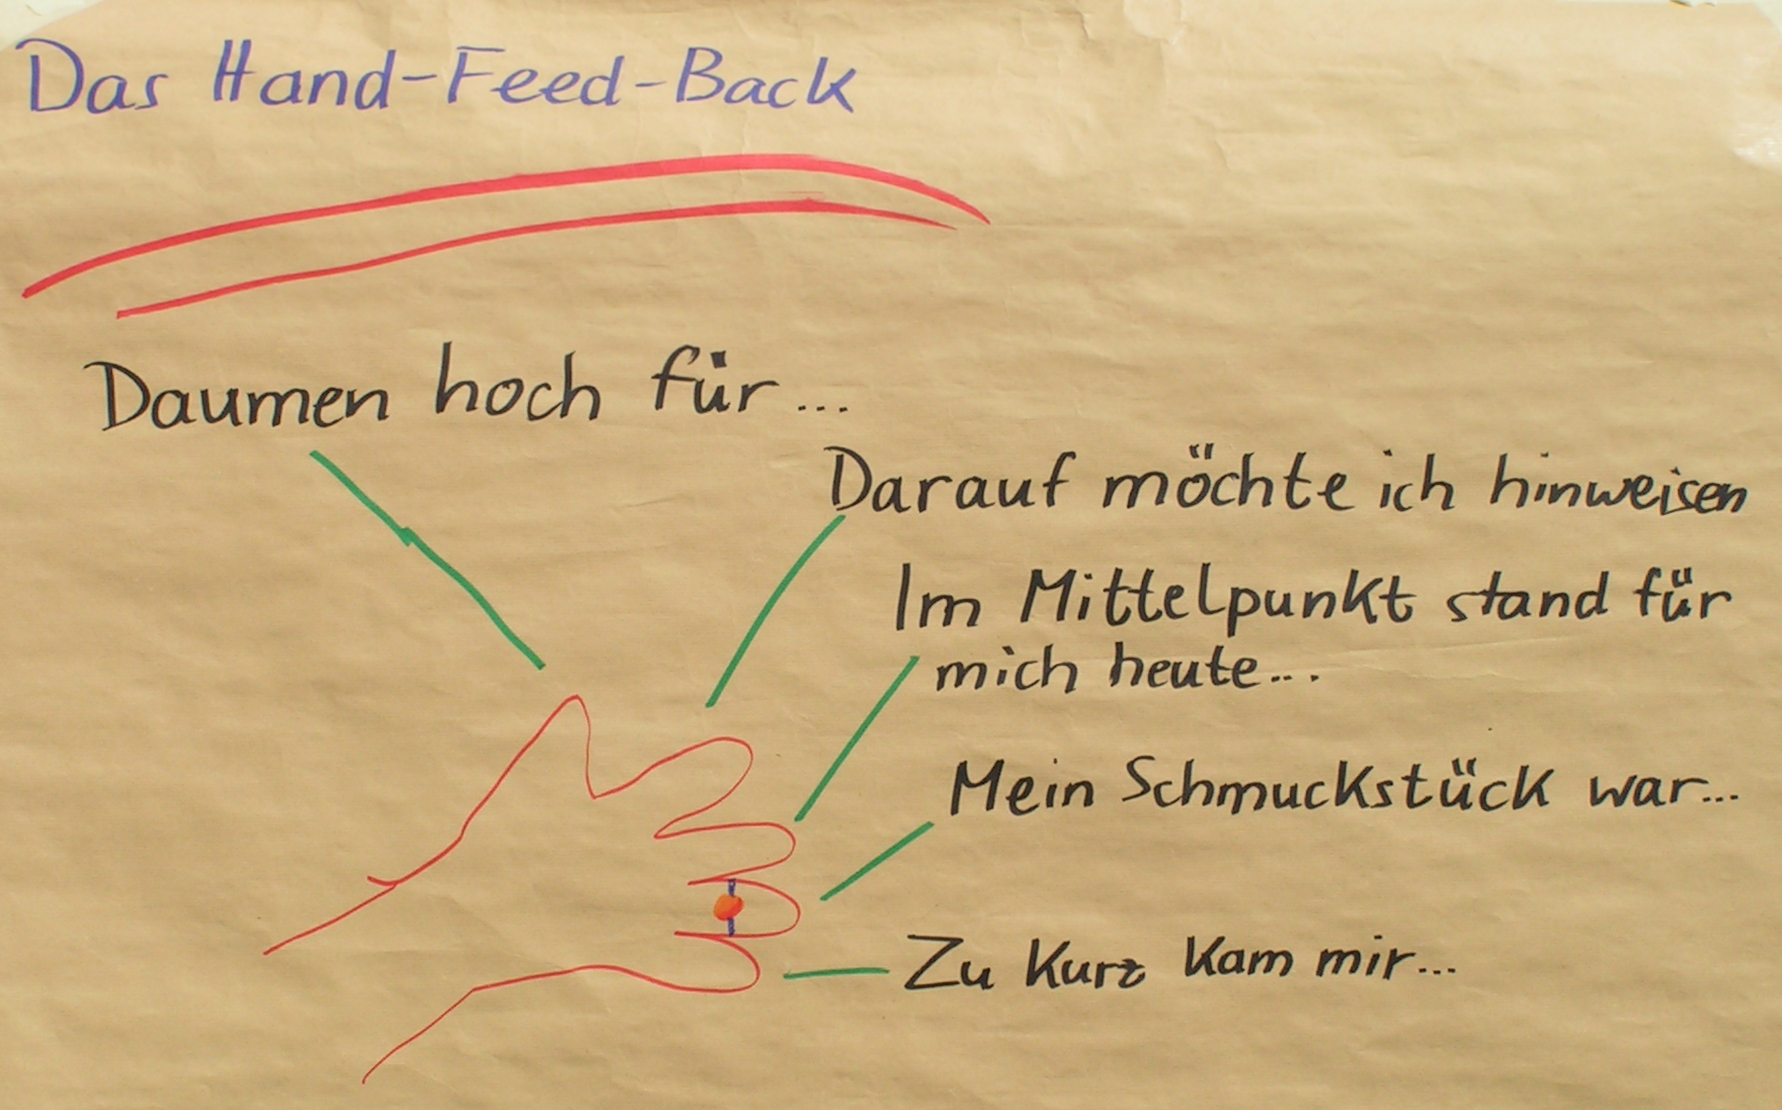 Das Hand-Feed-Back
Daumen hoch für...
Darauf möchte ich hinweisen
Im Mittelpunkt stand für
mich heute...
Mein Schmuckstück war...
Zu Kurz Kam mir...